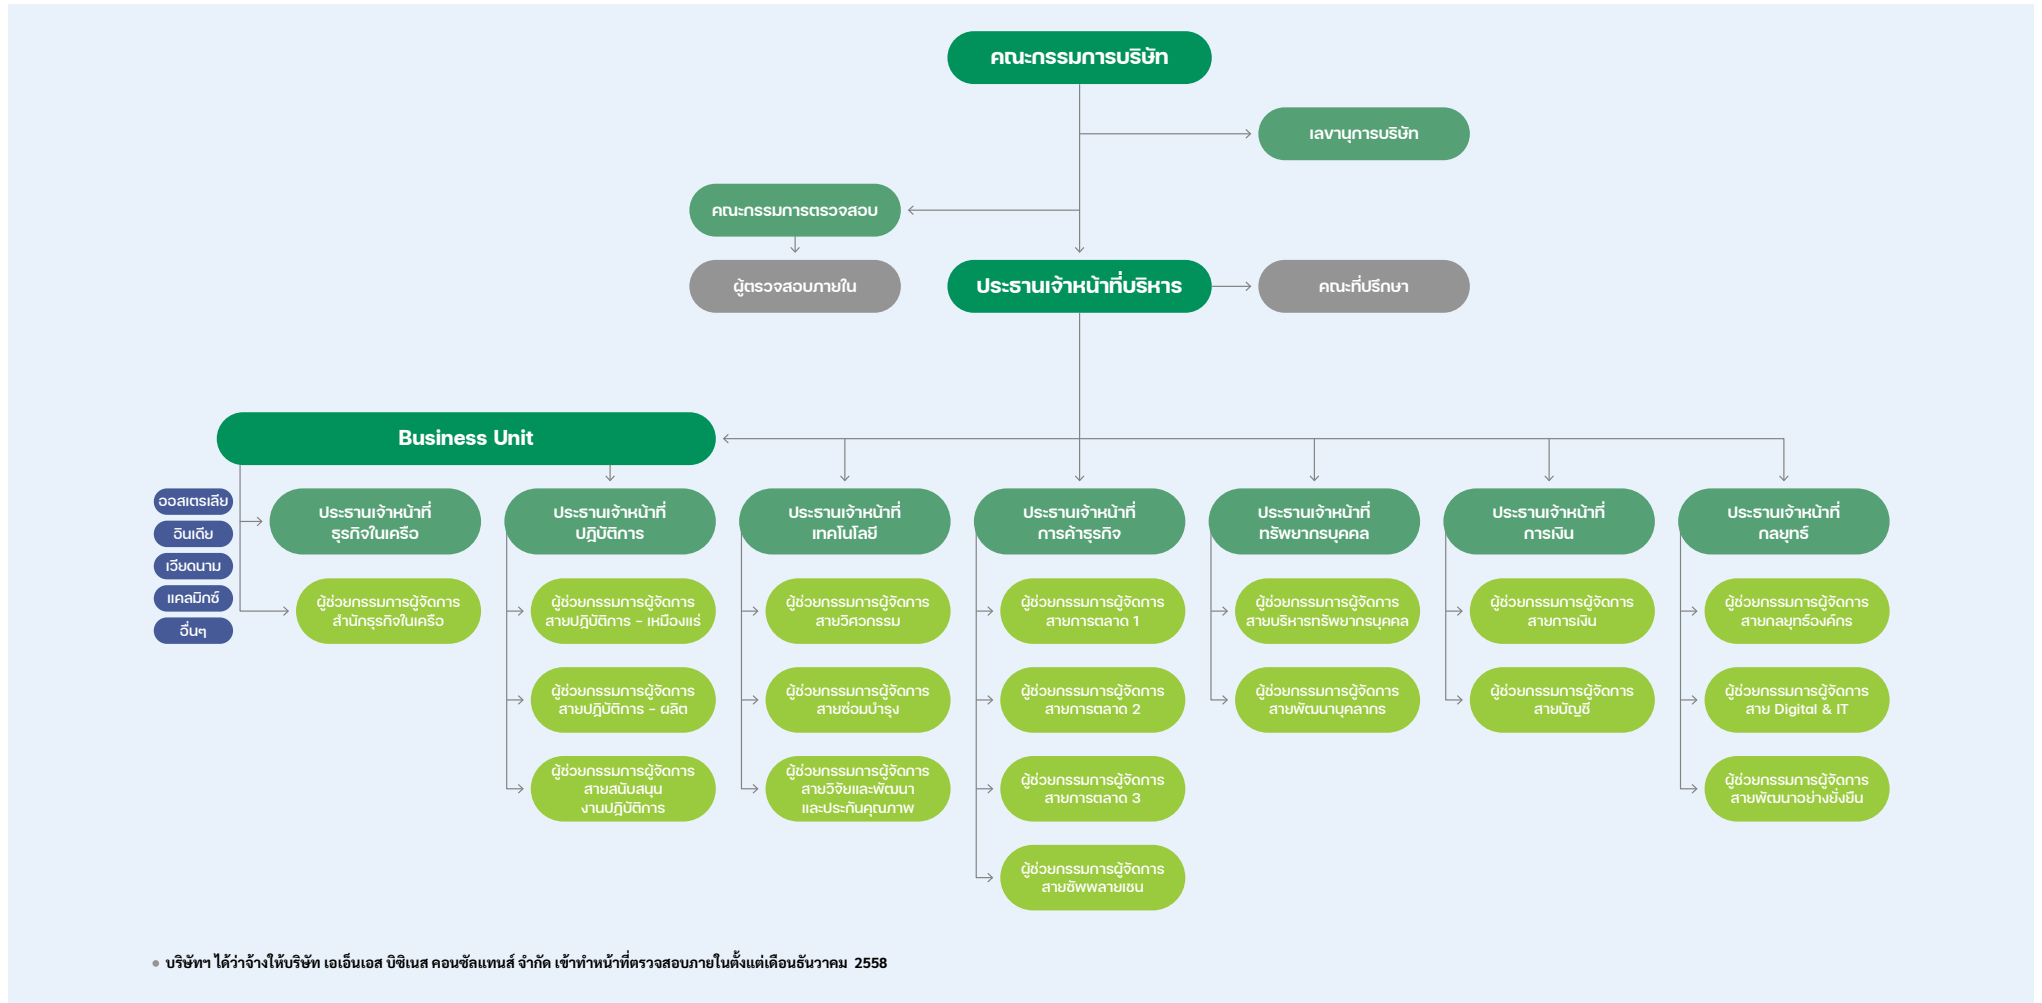 คณะกรรมการบริษัท
เลขานุการบริษัท
คณะกรรมการตรวจสอบ
ผู้ตรวจสอบภายใน
ประธานเจ้าหน้าที่บริหาร
คณะที่ปรึกษา
Business Unit
ออสเตรเลีย
อินเดีย
เวียดนาม
แคลมิกซ์
อื่นๆ
ประธานเจ้าหน้าที่
ธุรกิจในเครือ
ผู้ช่วยกรรมการผู้จัดการ
สำนักธุรกิจในเครือ
ประธานเจ้าหน้าที่
ปฏิบัติการ
ผู้ช่วยกรรมการผู้จัดการ
สายปฏิบัติการ - เหมืองแร่
ผู้ช่วยกรรมการผู้จัดการ
สายปฏิบัติการ - ผลิต
ผู้ช่วยกรรมการผู้จัดการ
สายสนับสนุน
งานปฏิบัติการ
ประธานเจ้าหน้าที่
เทคโนโลยี
ผู้ช่วยกรรมการผู้จัดการ
สายวิศวกรรม
ผู้ช่วยกรรมการผู้จัดการ
สายซ่อมบำรุง
ผู้ช่วยกรรมการผู้จัดการ
สายวิจัยและพัฒนา
และประกันคุณภาพ
ประธานเจ้าหน้าที่
การค้าธุรกิจ
ผู้ช่วยกรรมการผู้จัดการ
สายการตลาด 1
ผู้ช่วยกรรมการผู้จัดการ
สายการตลาด 2
ผู้ช่วยกรรมการผู้จัดการ
สายการตลาด 3
ผู้ช่วยกรรมการผู้จัดการ
สายซัพพลายเชน
ประธานเจ้าหน้าที่
ทรัพยากรบุคคล
ผู้ช่วยกรรมการผู้จัดการ
สายบริหารทรัพยากรบุคคล
ผู้ช่วยกรรมการผู้จัดการ
สายพัฒนาบุคลากร
ประธานเจ้าหน้าที่
การเงิน
ผู้ช่วยกรรมการผู้จัดการ
สายการเงิน
ผู้ช่วยกรรมการผู้จัดการ
สายบัญชี
ประธานเจ้าหน้าที่
กลยุทธ์
ผู้ช่วยกรรมการผู้จัดการ
สายกลยุทธ์องค์กร
ผู้ช่วยกรรมการผู้จัดการ
สาย Digital & IT
ผู้ช่วยกรรมการผู้จัดการ
สายพัฒนาอย่างยั่งยืน
● บริษัทฯ ได้ว่าจ้างให้บริษัท เอเอ็นเอส บิซิเนส คอนซัลแทนส์ จำกัด เข้าทำหน้าที่ตรวจสอบภายในตั้งแต่เดือนธันวาคม 2558